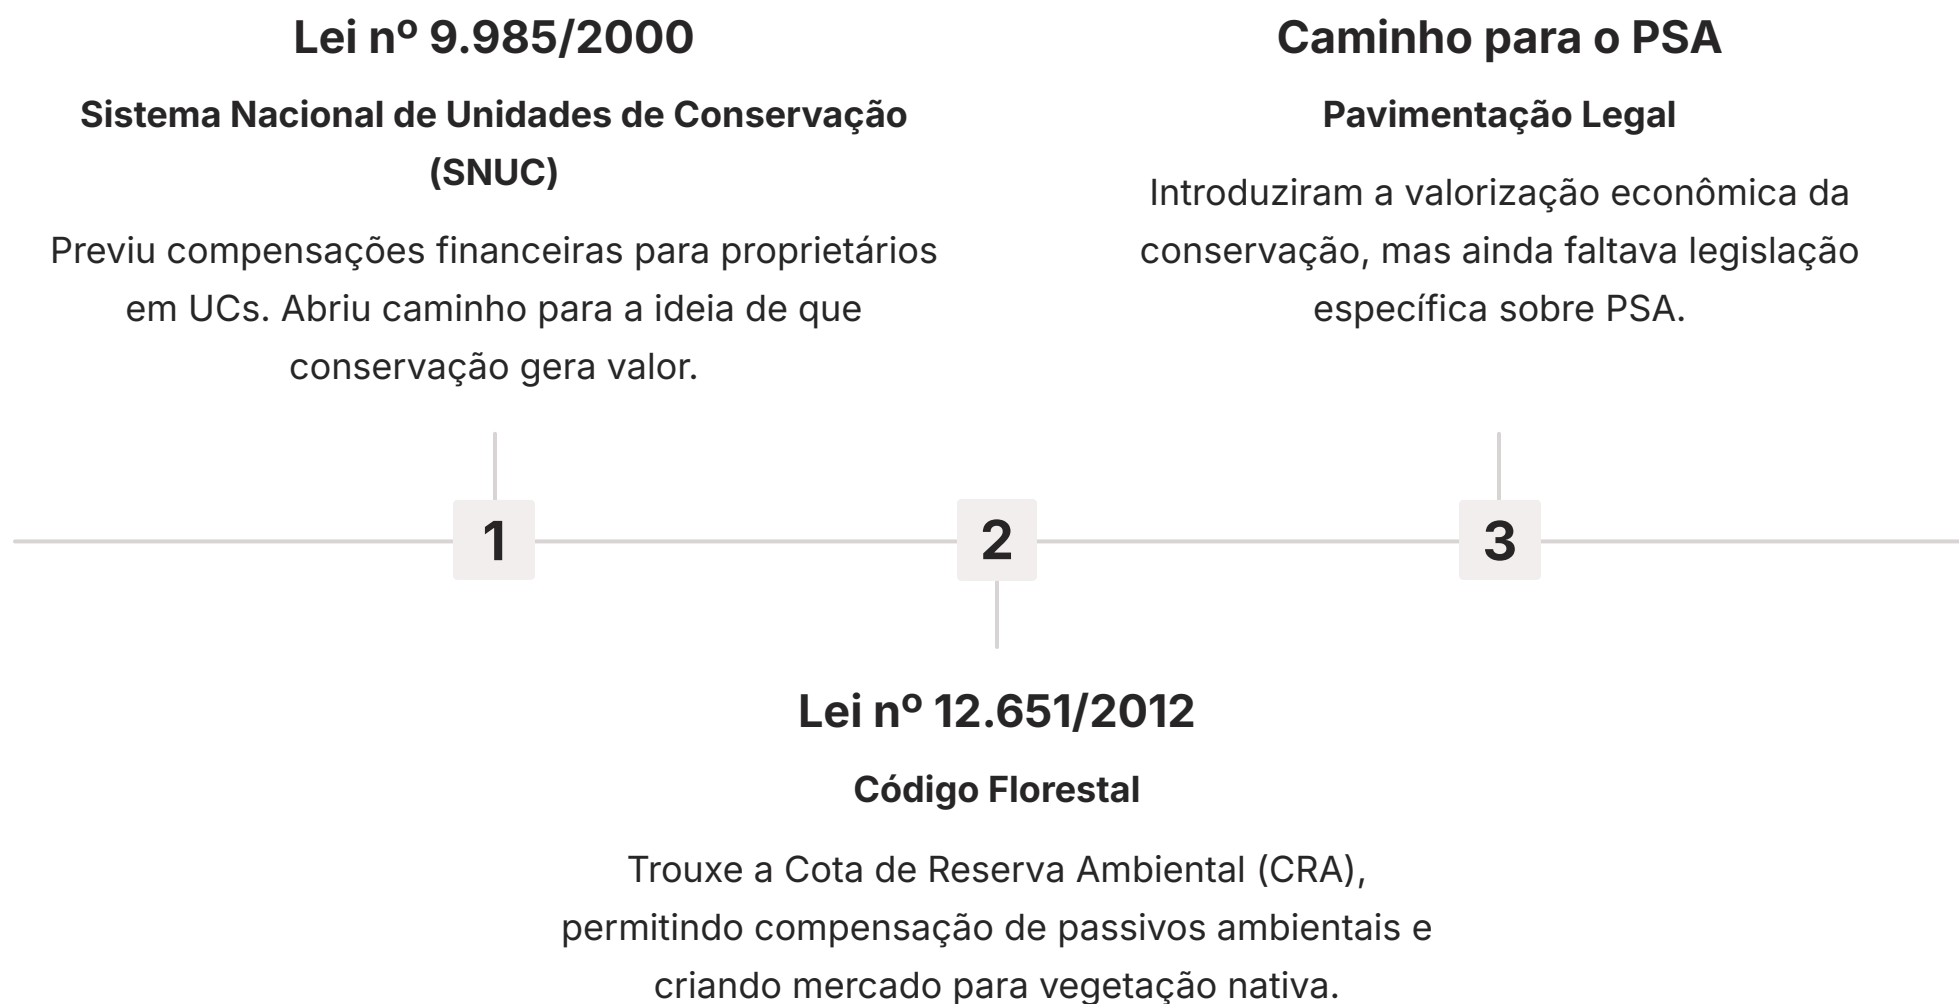 Lei nº 9.985/2000
Sistema Nacional de Unidades de Conservação
(SNUC)
Previu compensações financeiras para proprietários
em UCs. Abriu caminho para a ideia de que
conservação gera valor.
1
2
Lei nº 12.651/2012
Código Florestal
Trouxe a Cota de Reserva Ambiental (CRA),
permitindo compensação de passivos ambientais e
criando mercado para vegetação nativa.
Caminho para o PSA
Pavimentação Legal
Introduziram a valorização econômica da
conservação, mas ainda faltava legislação
específica sobre PSA.
3